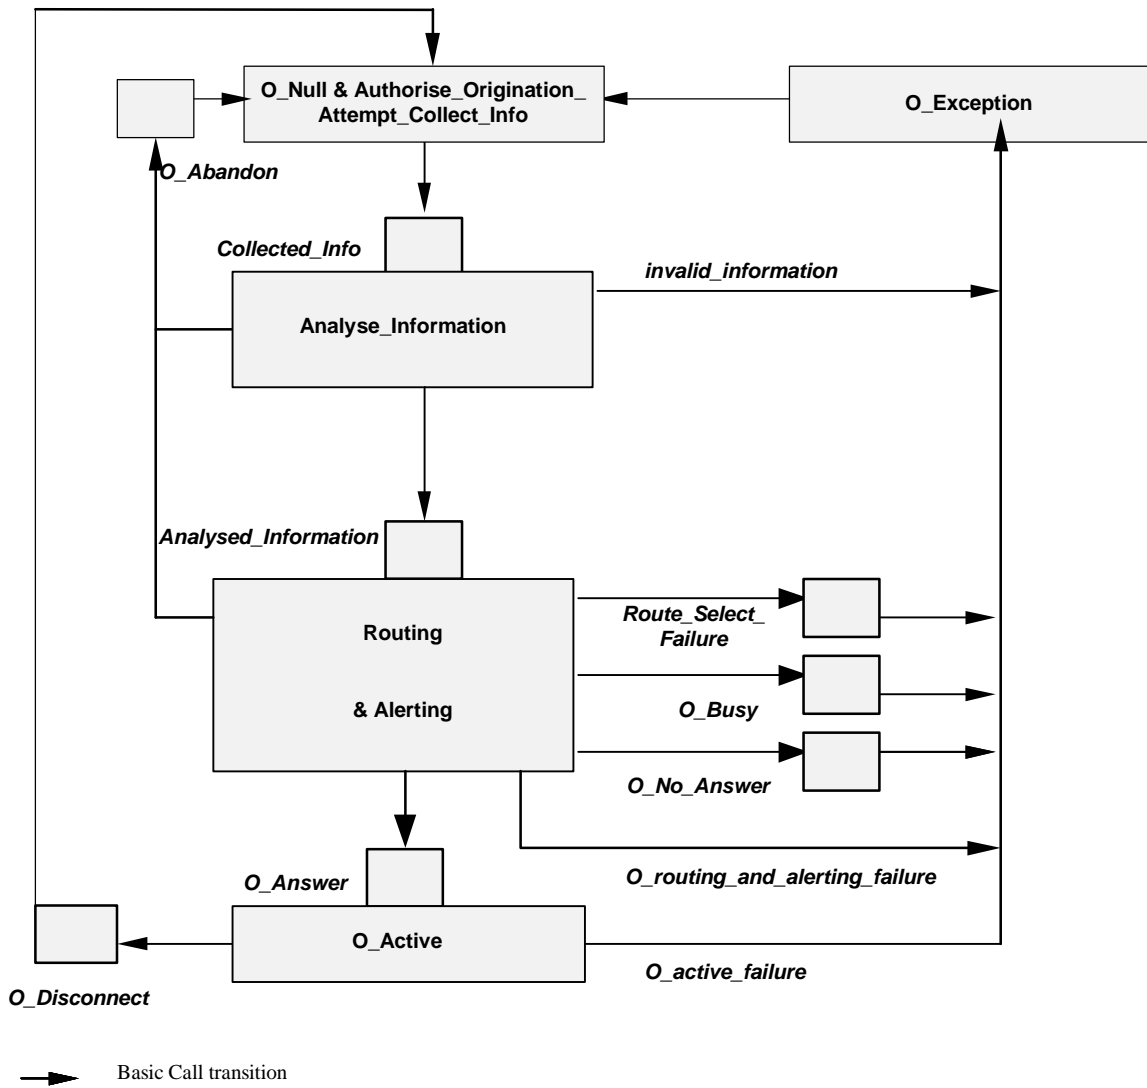 O_Null & Authorise_Origination_
Attempt_Collect_Info
O_Exception
O_Abandon
Collected_Info
invalid_information
Analyse_Information
Analysed_Information
Routing
& Alerting
Route_Select_
Failure
O_Busy
O_No_Answer
O_Answer
O_routing_and_alerting_failure
O_Active
O_active_failure
O_Disconnect
Basic Call transition